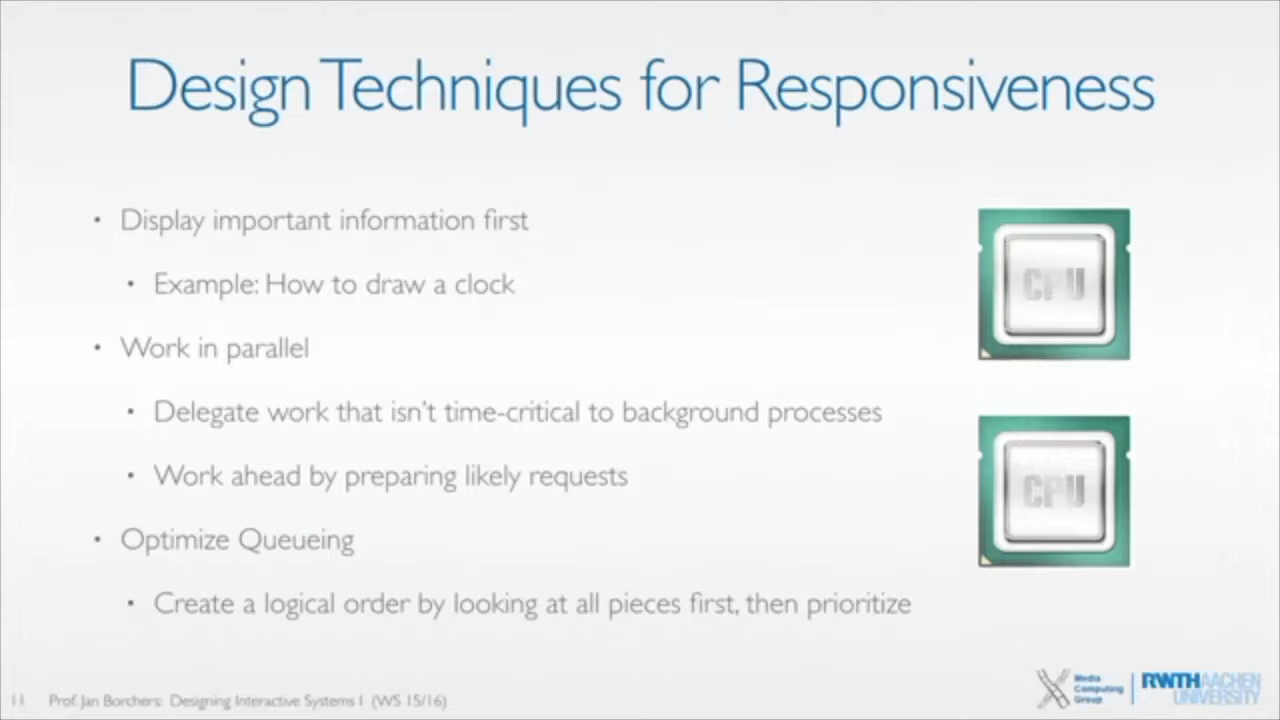 Design Techniques for Responsiveness
• Display important information first
• Example: How to draw a clock
• Work in parallel
• Delegate work that isn't time-critical to background processes
• Work ahead by preparing likely requests
• Optimize Queueing
• Create a logical order by looking at all pieces first, then prioritize
CPU
CPU
11 Prof. Jan Borchers: Designing Interactive Systems I (WS 15/16)
Media
Computing
Group
RWTHAACHEN
UNIVERSITY